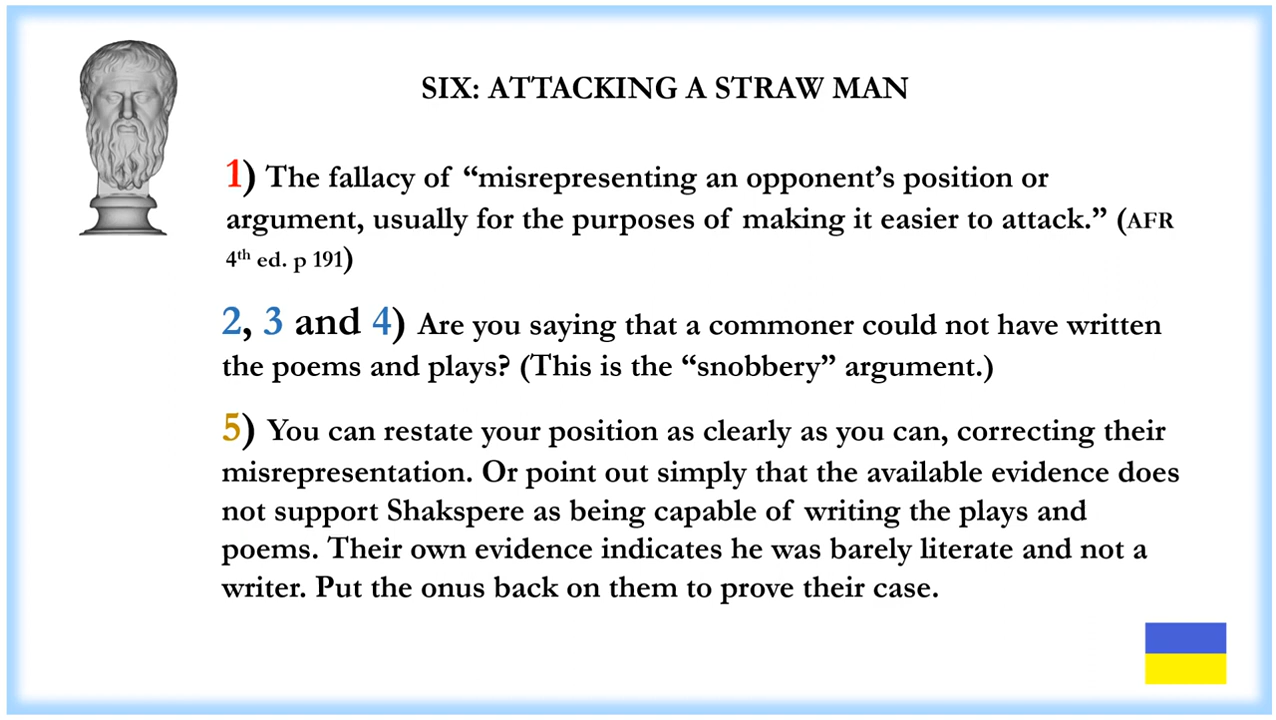 SIX: ATTACKING A STRAW MAN
1) The fallacy of “misrepresenting an opponent’s position or
argument, usually for the purposes of making it easier to attack.” (AFR
4th ed. p 191)
2, 3 and 4) Are you saying that a commoner could not have written
the poems and plays? (This is the “snobbery” argument.)
5) You can restate your position as clearly as you can, correcting their
misrepresentation. Or point out simply that the available evidence does
not support Shakspere as being capable of writing the plays and
poems. Their own evidence indicates he was barely literate and not a
writer. Put the onus back on them to prove their case.